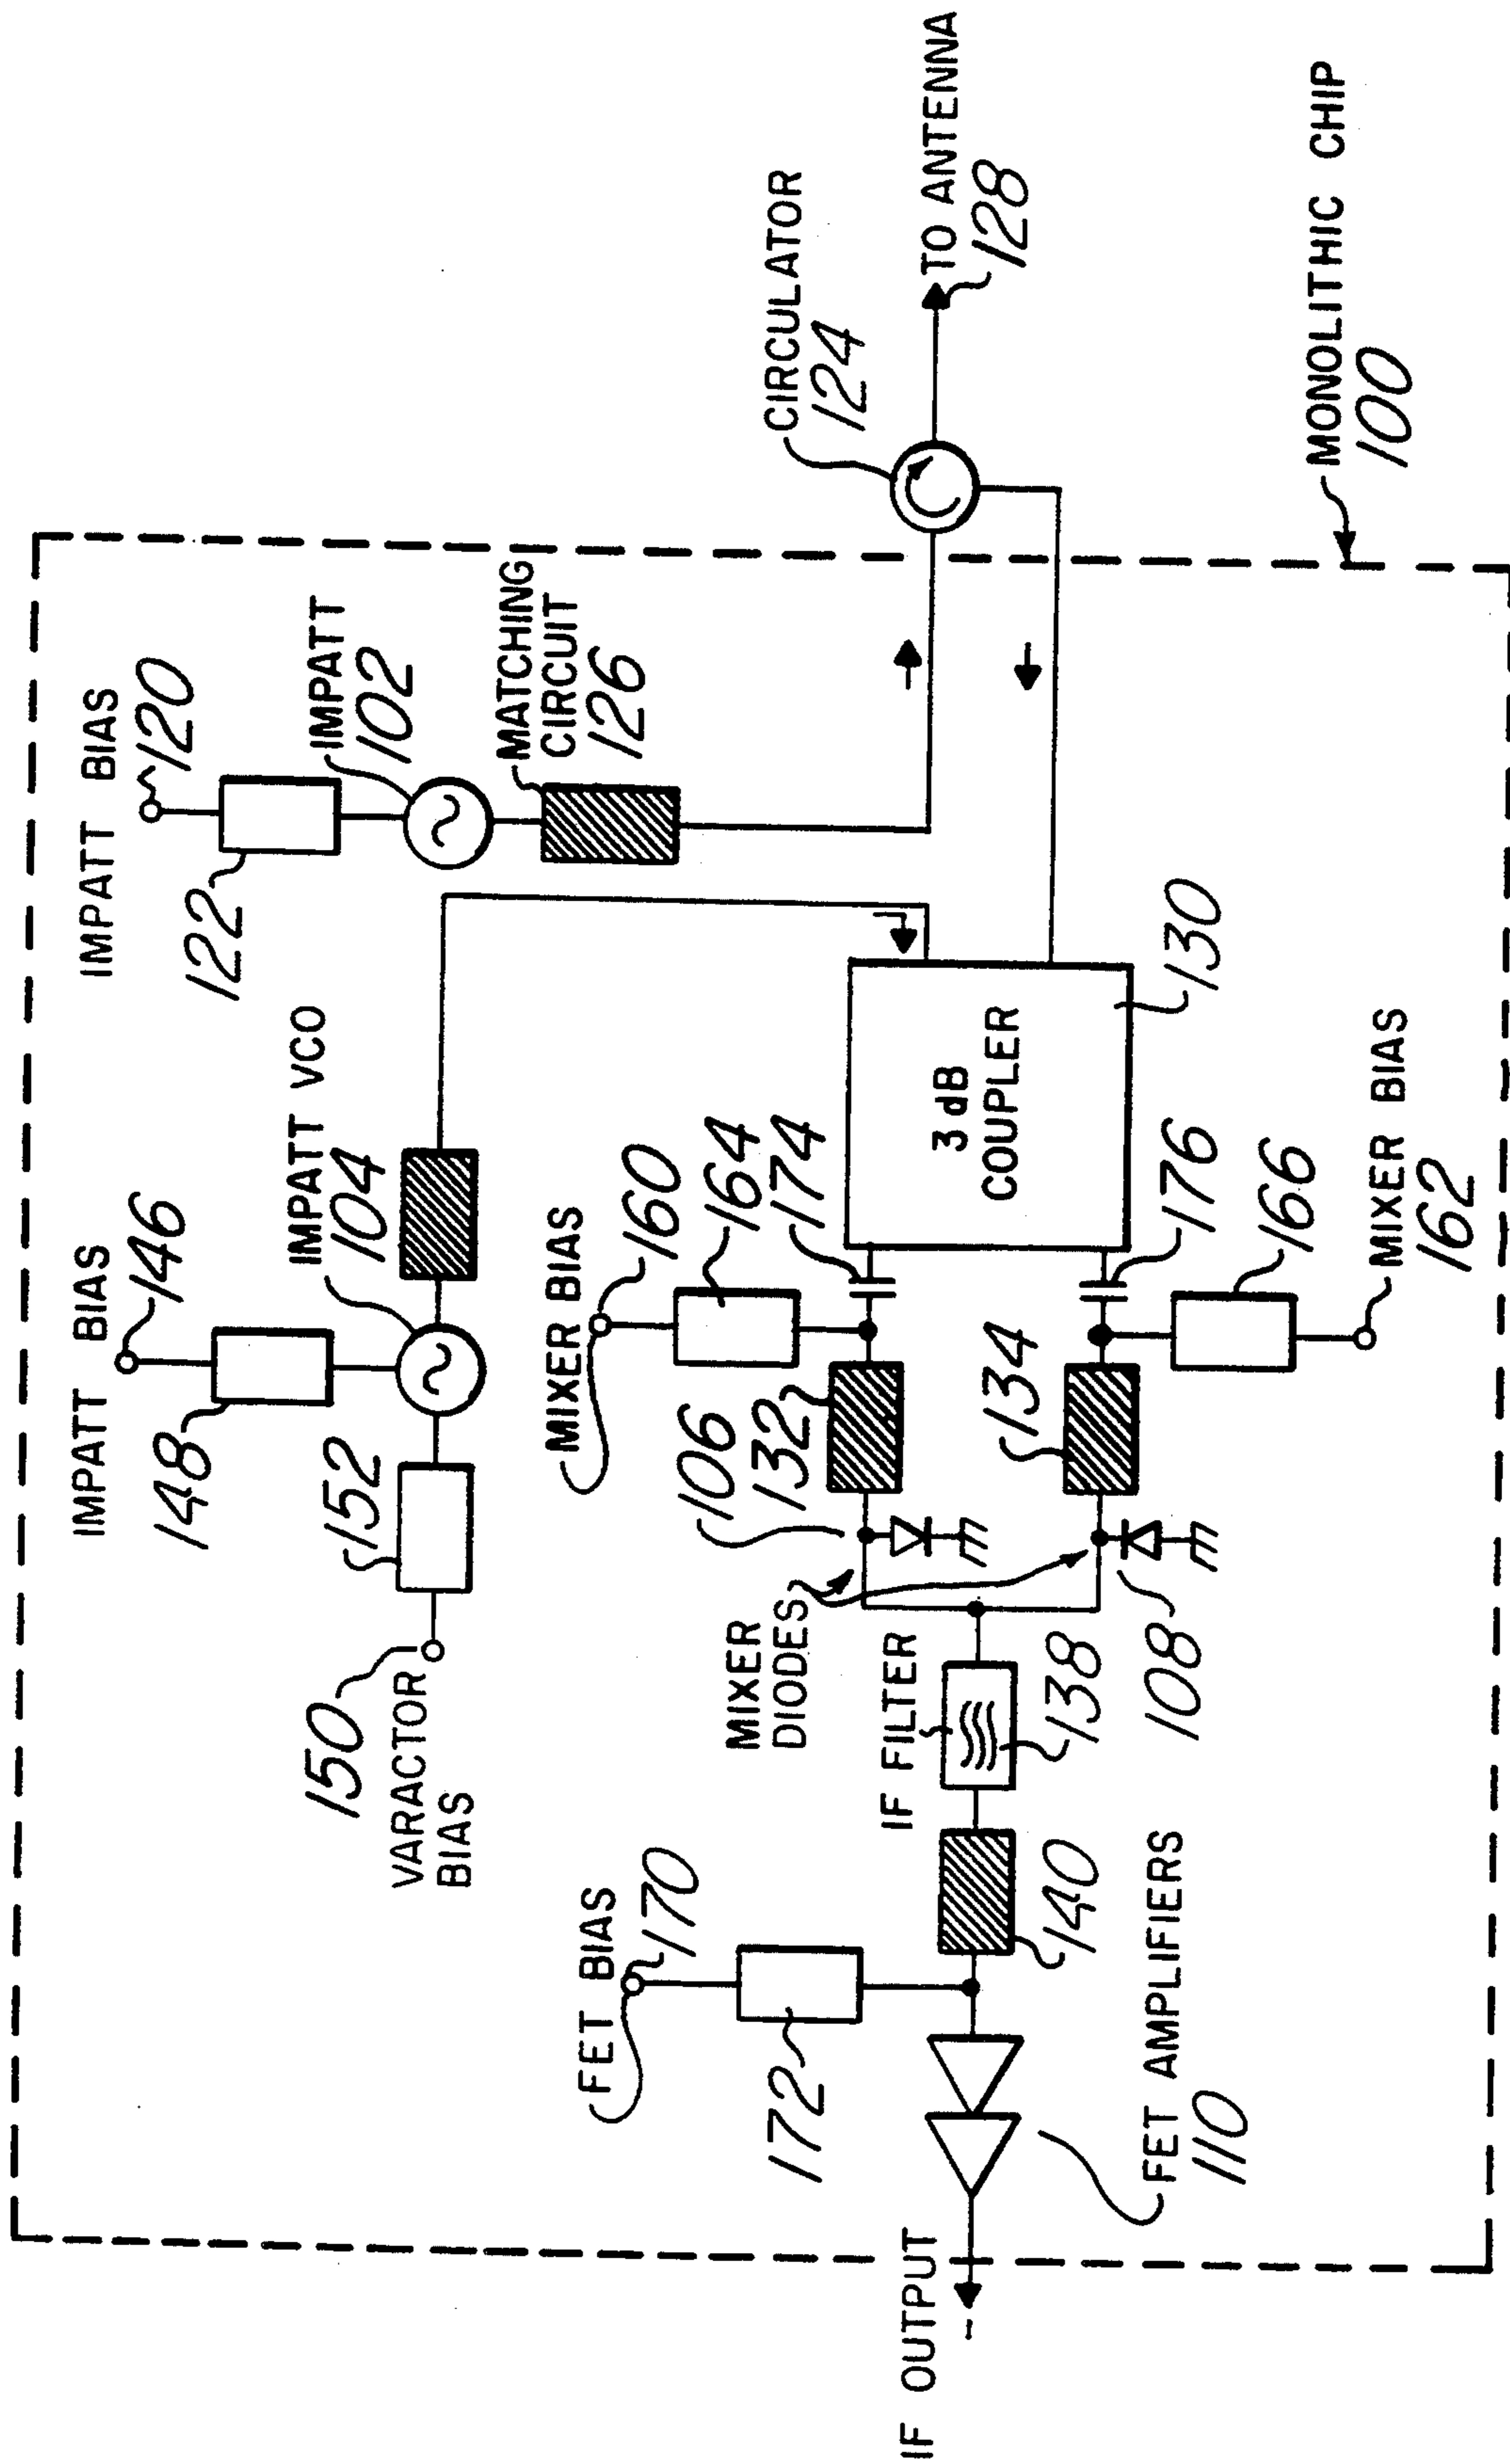 IMPATT BIAS
146
148
IMPATT VCO
104
152
150
VARACTOR
BIAS
IMPATT BIAS
120
122
IMPATT
102
MATCHING
CIRCUIT
126
CIRCULATOR
124
TO ANTENNA
128
MONOLITHIC CHIP
100
MIXER BIAS
160
164
174
106
132
3 dB
COUPLER
130
134
176
166
MIXER BIAS
162
MIXER
DIODES
108
IF FILTER
138
140
FET BIAS
170
172
FET AMPLIFIERS
110
IF OUTPUT